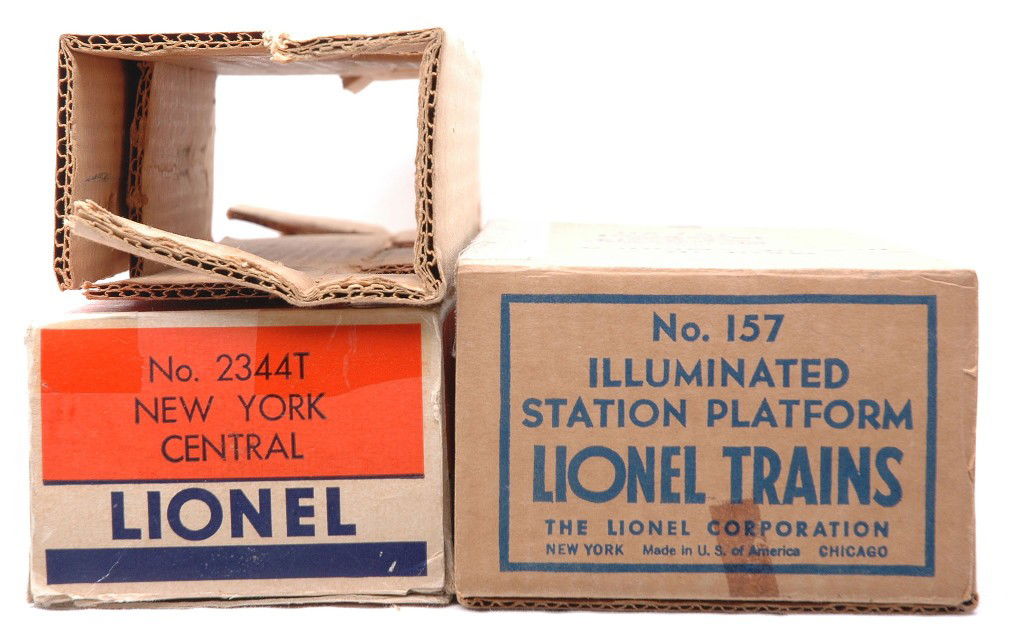 No. 2344T
NEW YORK
CENTRAL
LIONEL
No. 157
ILLUMINATED
STATION PLATFORM
LIONEL TRAINS
THE LIONEL CORPORATION
NEW YORK Made in U. S. of America CHICAGO